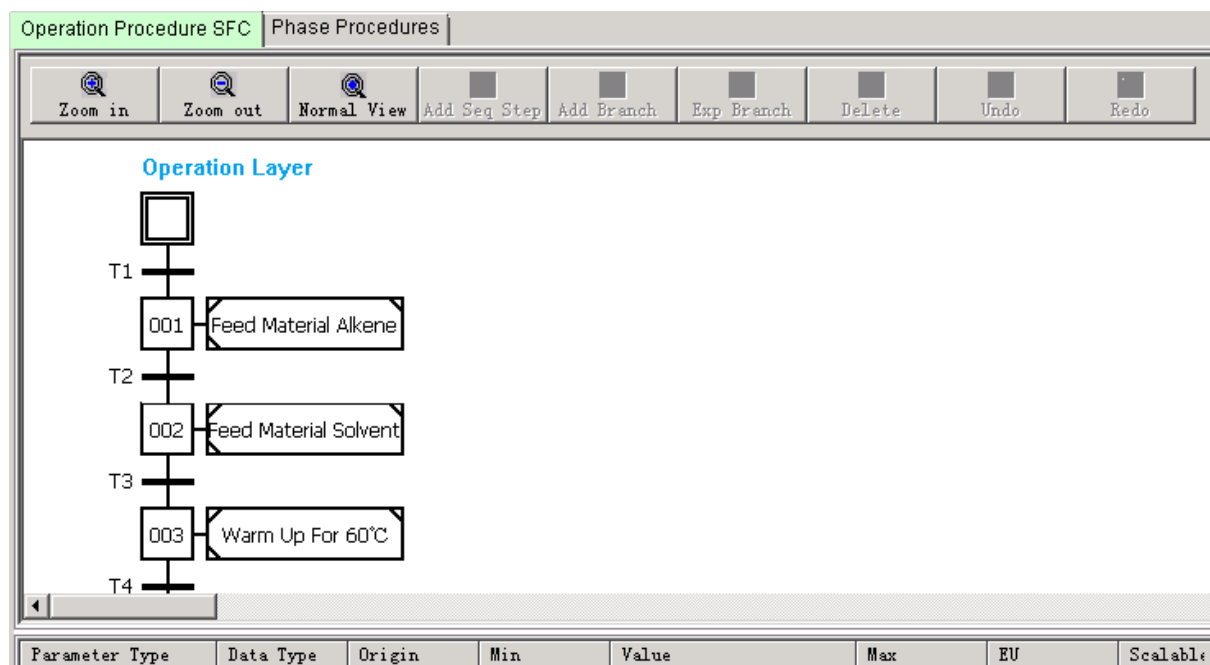 Operation Procedure SFC Phase Procedures
Zoom in Zoom out Normal View Add Seq Step Add Branch Exp Branch Delete Undo Redo
Operation Layer
T1
001 Feed Material Alkene
T2
002 Feed Material Solvent
T3
003 Warm Up For 60℃
T4
Parameter Type Data Type Origin Min Value Max EU Scalable